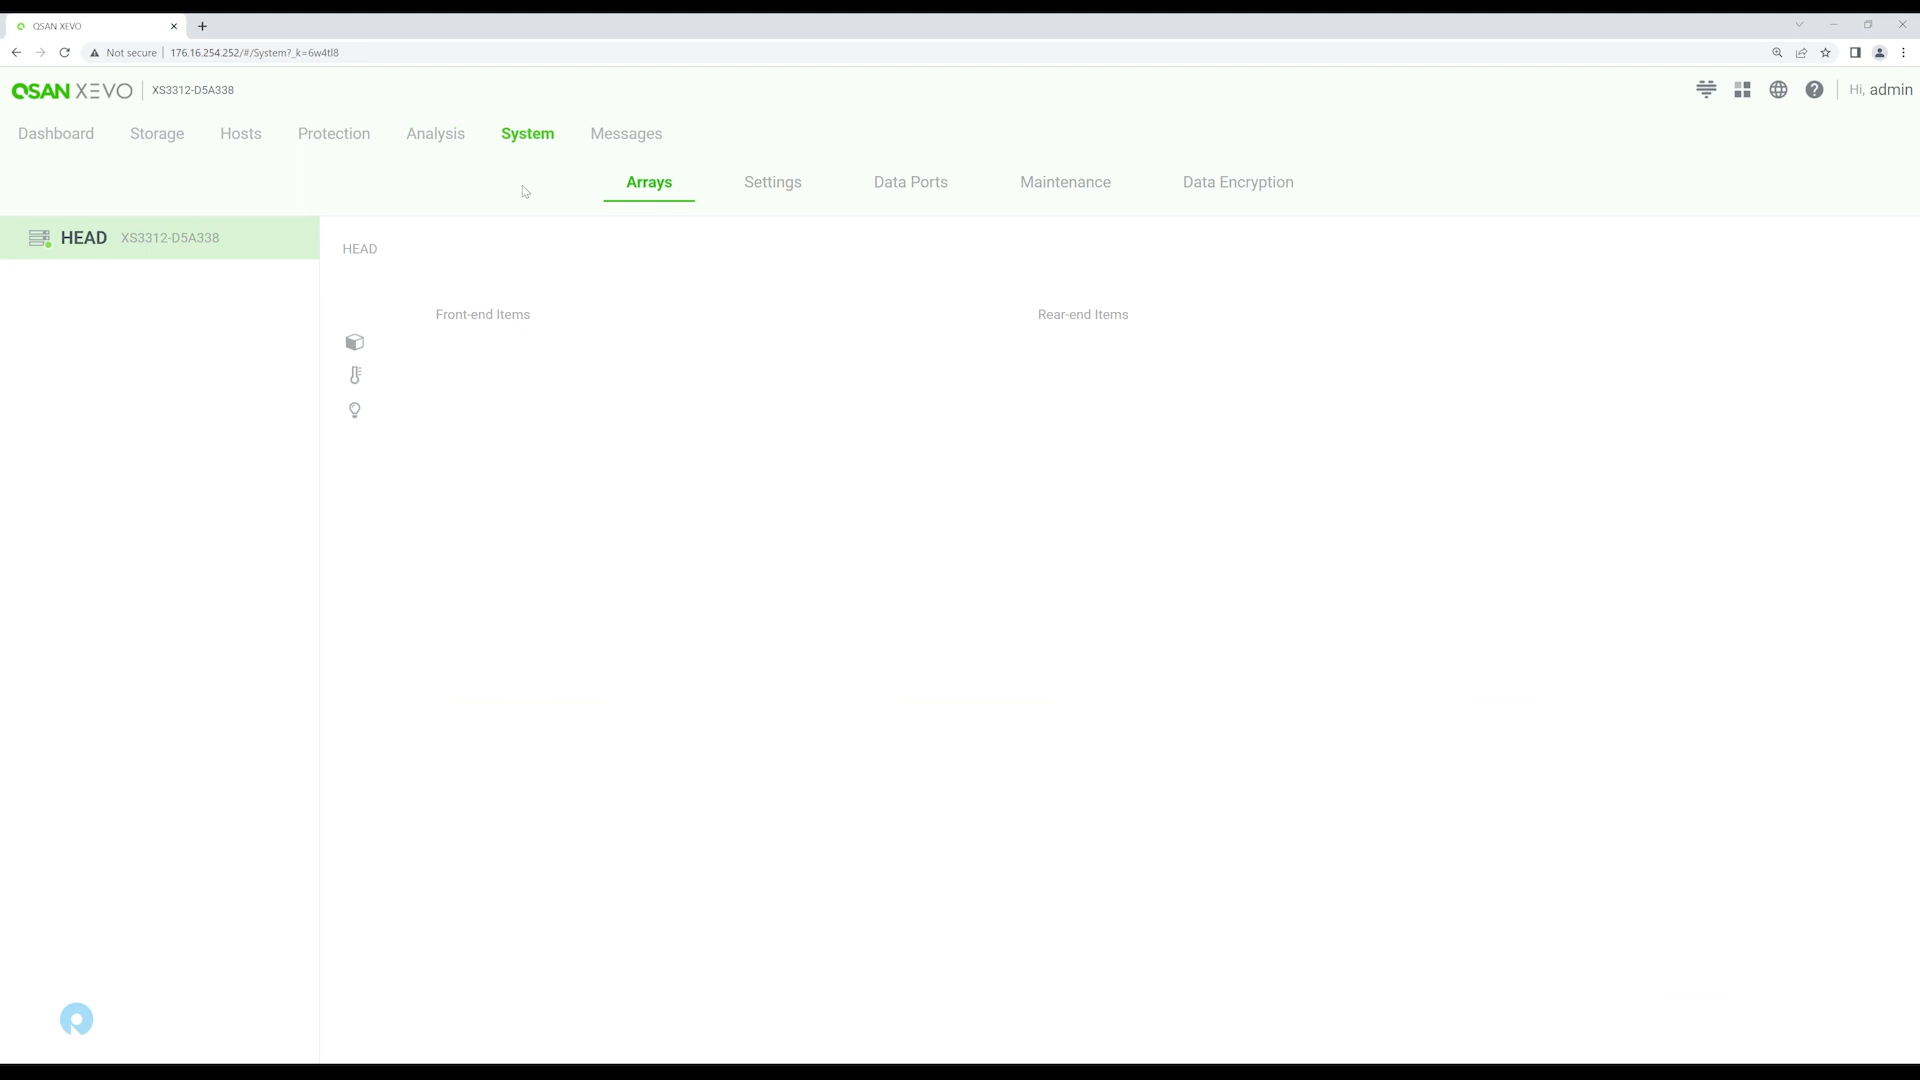 QSAN XEVO
Not secure 176.16.254.252/#/System?_k=6w4tl8
QSAN XEVO XS3312-D5A338
Hi, admin
Dashboard Storage Hosts Protection Analysis System Messages
Arrays Settings Data Ports Maintenance Data Encryption
HEAD XS3312-D5A338
HEAD
Front-end Items Rear-end Items